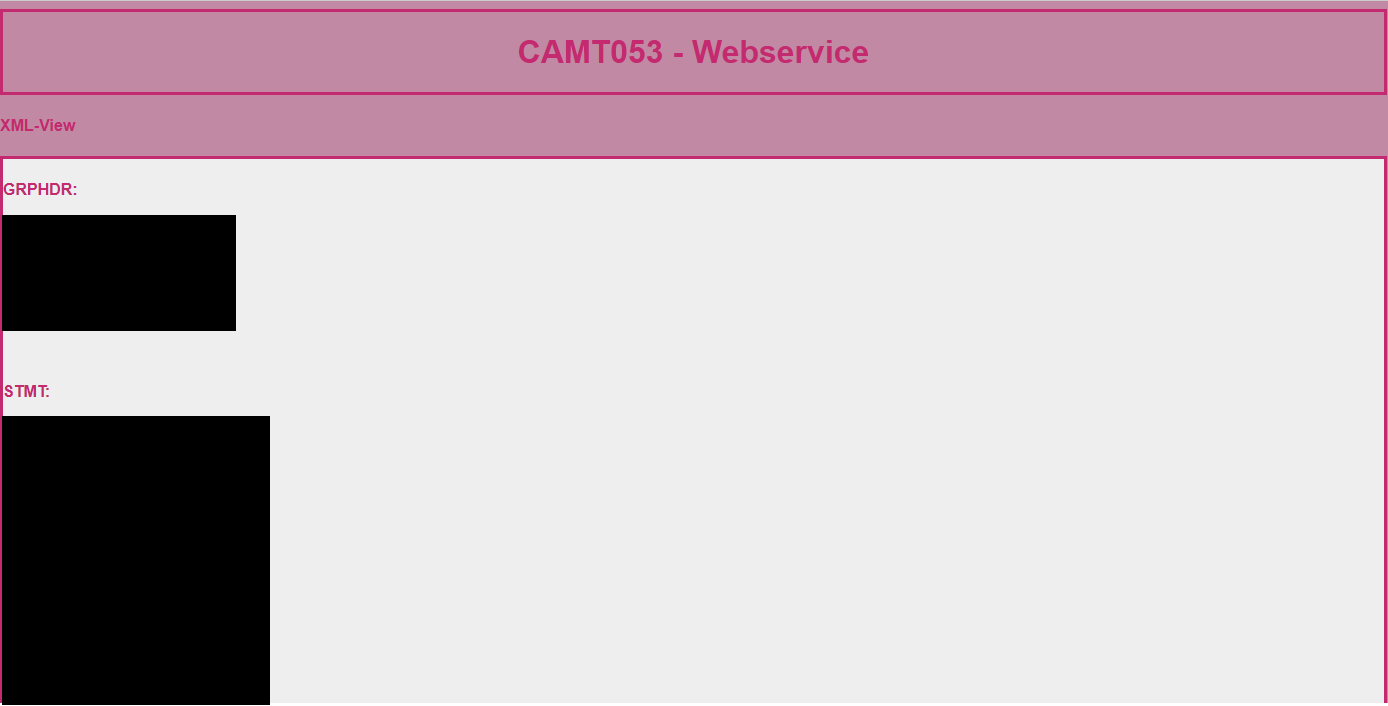 CAMT053 - Webservice
XML-View
GRPHDR:
STMT: